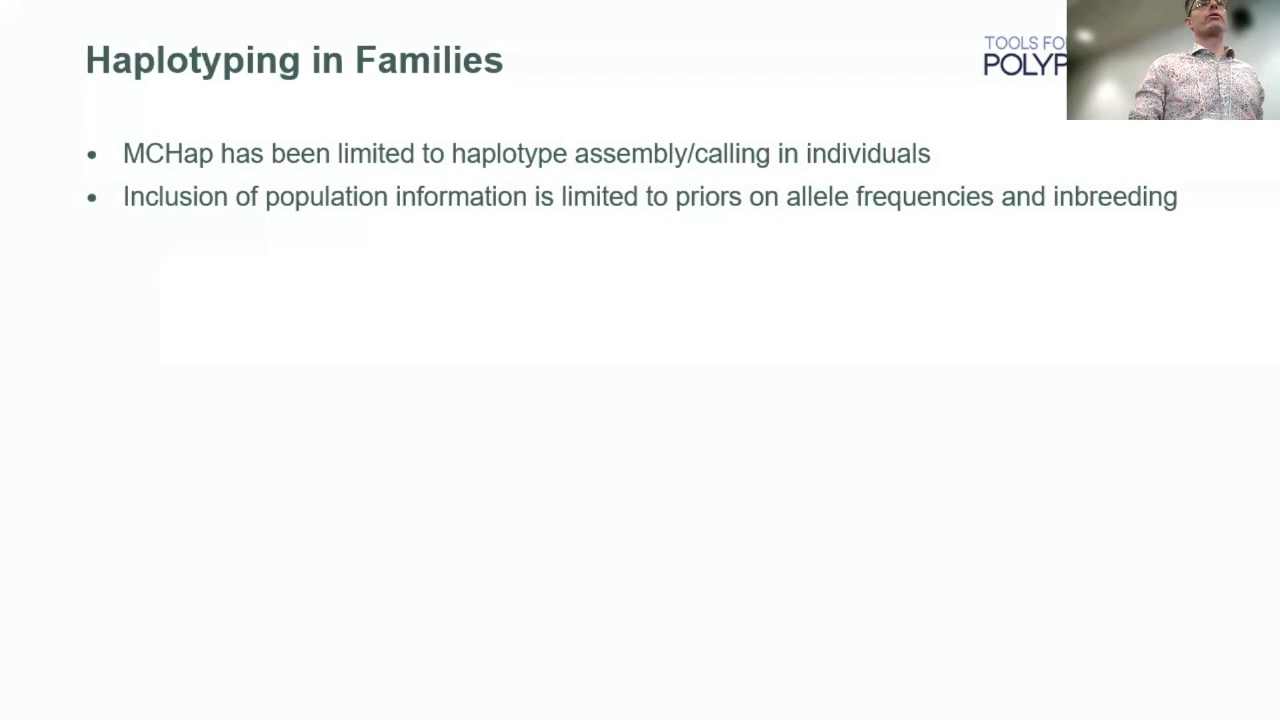 Haplotyping in Families
TOOLS FO
POLYP
• MCHap has been limited to haplotype assembly/calling in individuals
• Inclusion of population information is limited to priors on allele frequencies and inbreeding